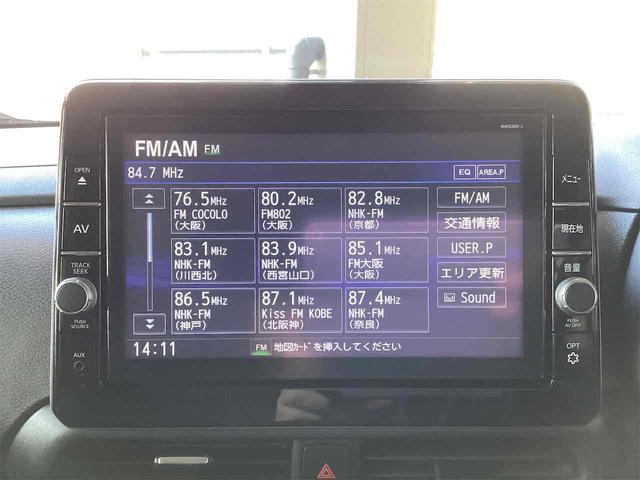 FM/AM FM
84.7 MHz
EQ AREA.P
76.5MHz
FM COCOLO
(大阪)
80.2MHz
FM802
(大阪)
82.8MHz
NHK-FM
(京都)
83.1MHz
NHK-FM
(川西北)
83.9MHz
NHK-FM
(西宮山口)
85.1MHz
FM大阪
(大阪)
86.5MHz
NHK-FM
(神戸)
87.1MHz
Kiss FM KOBE
(北阪神)
87.4MHz
NHK-FM
(奈良)
FM/AM
交通情報
USER.P
エリア更新
Sound
14:11
FM 地図ｶｰﾄﾞを挿入してください
OPEN
AV
TRACK
SEEK
PUSH
SOURCE
AUX
メニュー
現在地
音量
PUSH
AV OFF
OPT